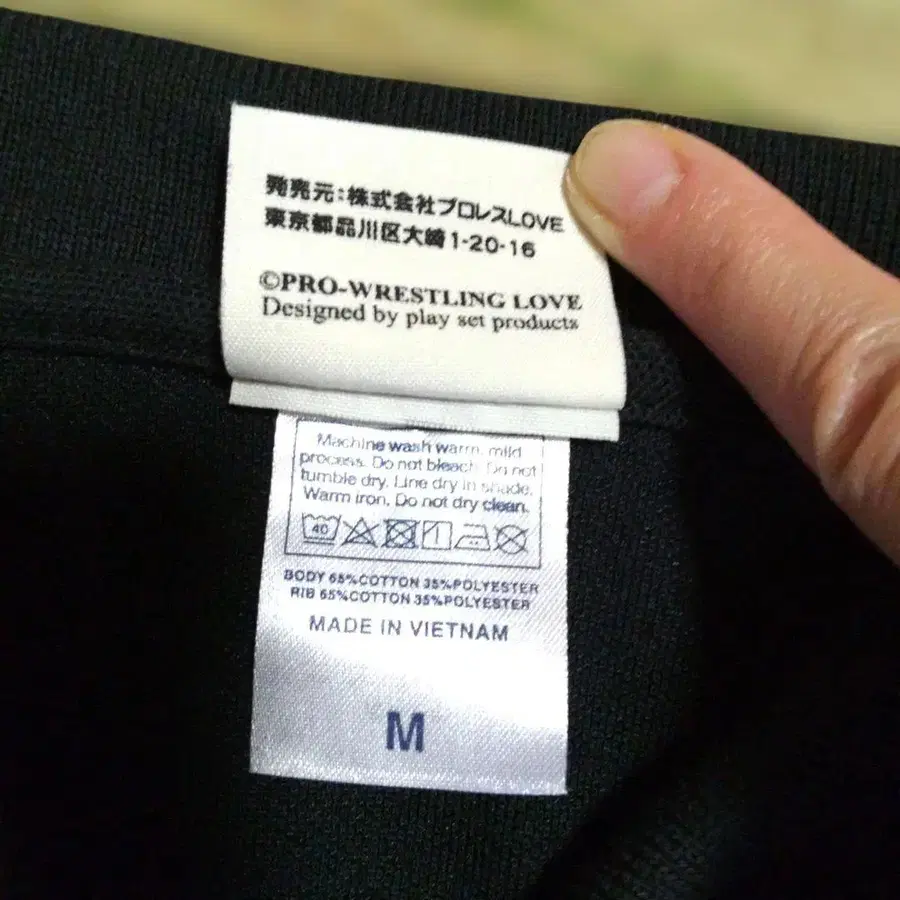 発売元：株式会社プロレスLOVE
東京都品川区大崎1-20-16
©PRO-WRESTLING LOVE
Designed by play set products
Machine wash warm, mild
process. Do not bleach. Do not
tumble dry. Line dry in shade.
Warm iron. Do not dry clean.
40
BODY 65%COTTON 35%POLYESTER
RIB 65%COTTON 35%POLYESTER
MADE IN VIETNAM
M